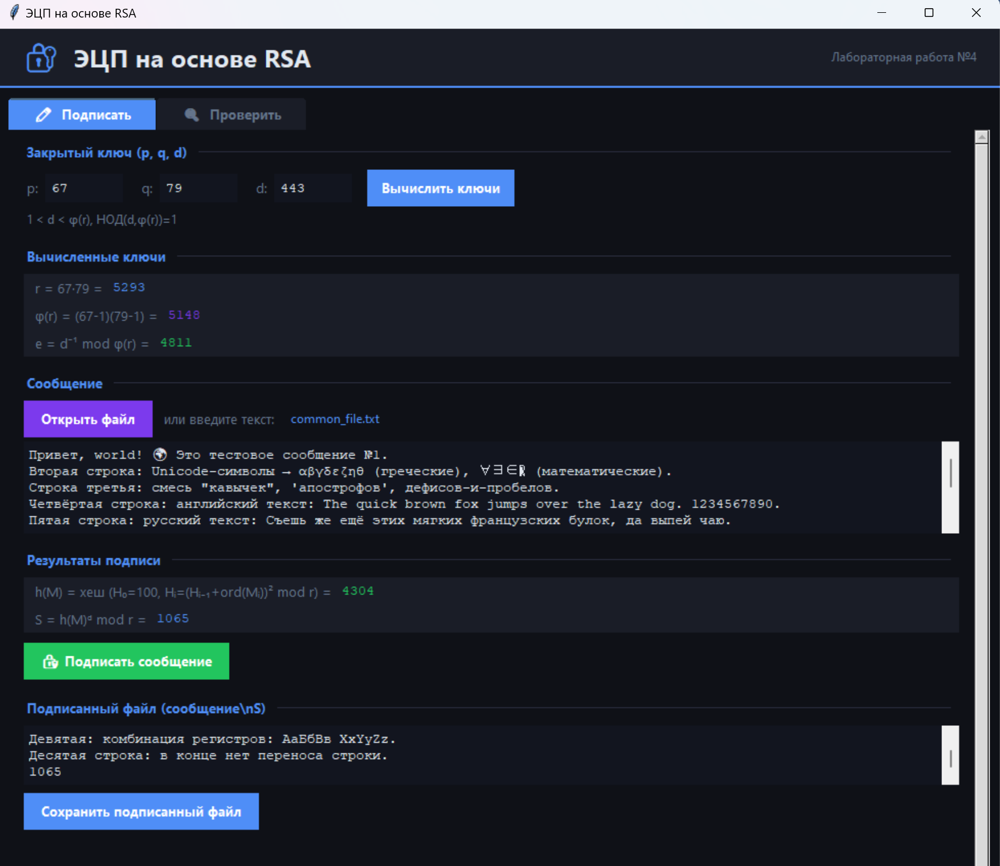 ЭЦП на основе RSA
ЭЦП на основе RSA
Лабораторная работа №4
Подписать
Проверить
Закрытый ключ (p, q, d)
p: 67 q: 79 d: 443 Вычислить ключи
1 < d < φ(r), НОД(d,φ(r))=1
Вычисленные ключи
r = 67·79 = 5293
φ(r) = (67-1)(79-1) = 5148
e = d⁻¹ mod φ(r) = 4811
Сообщение
Открыть файл или введите текст: common_file.txt
Привет, world! 🌍 Это тестовое сообщение №1.
Вторая строка: Unicode-символы → αβγδεζηθ (греческие), ∀∃∈ℝ (математические).
Строка третья: смесь "кавычек", 'апострофов', дефисов-и-пробелов.
Четвёртая строка: английский текст: The quick brown fox jumps over the lazy dog. 1234567890.
Пятая строка: русский текст: Съешь же ещё этих мягких французских булок, да выпей чаю.
Результаты подписи
h(M) = хеш (H₀=100, Hᵢ=(Hᵢ₋₁+ord(Mᵢ))² mod r) = 4304
S = h(M)ᵈ mod r = 1065
Подписать сообщение
Подписанный файл (сообщение\nS)
Девятая: комбинация регистров: АаБбВв XxYyZz.
Десятая строка: в конце нет переноса строки.
1065
Сохранить подписанный файл